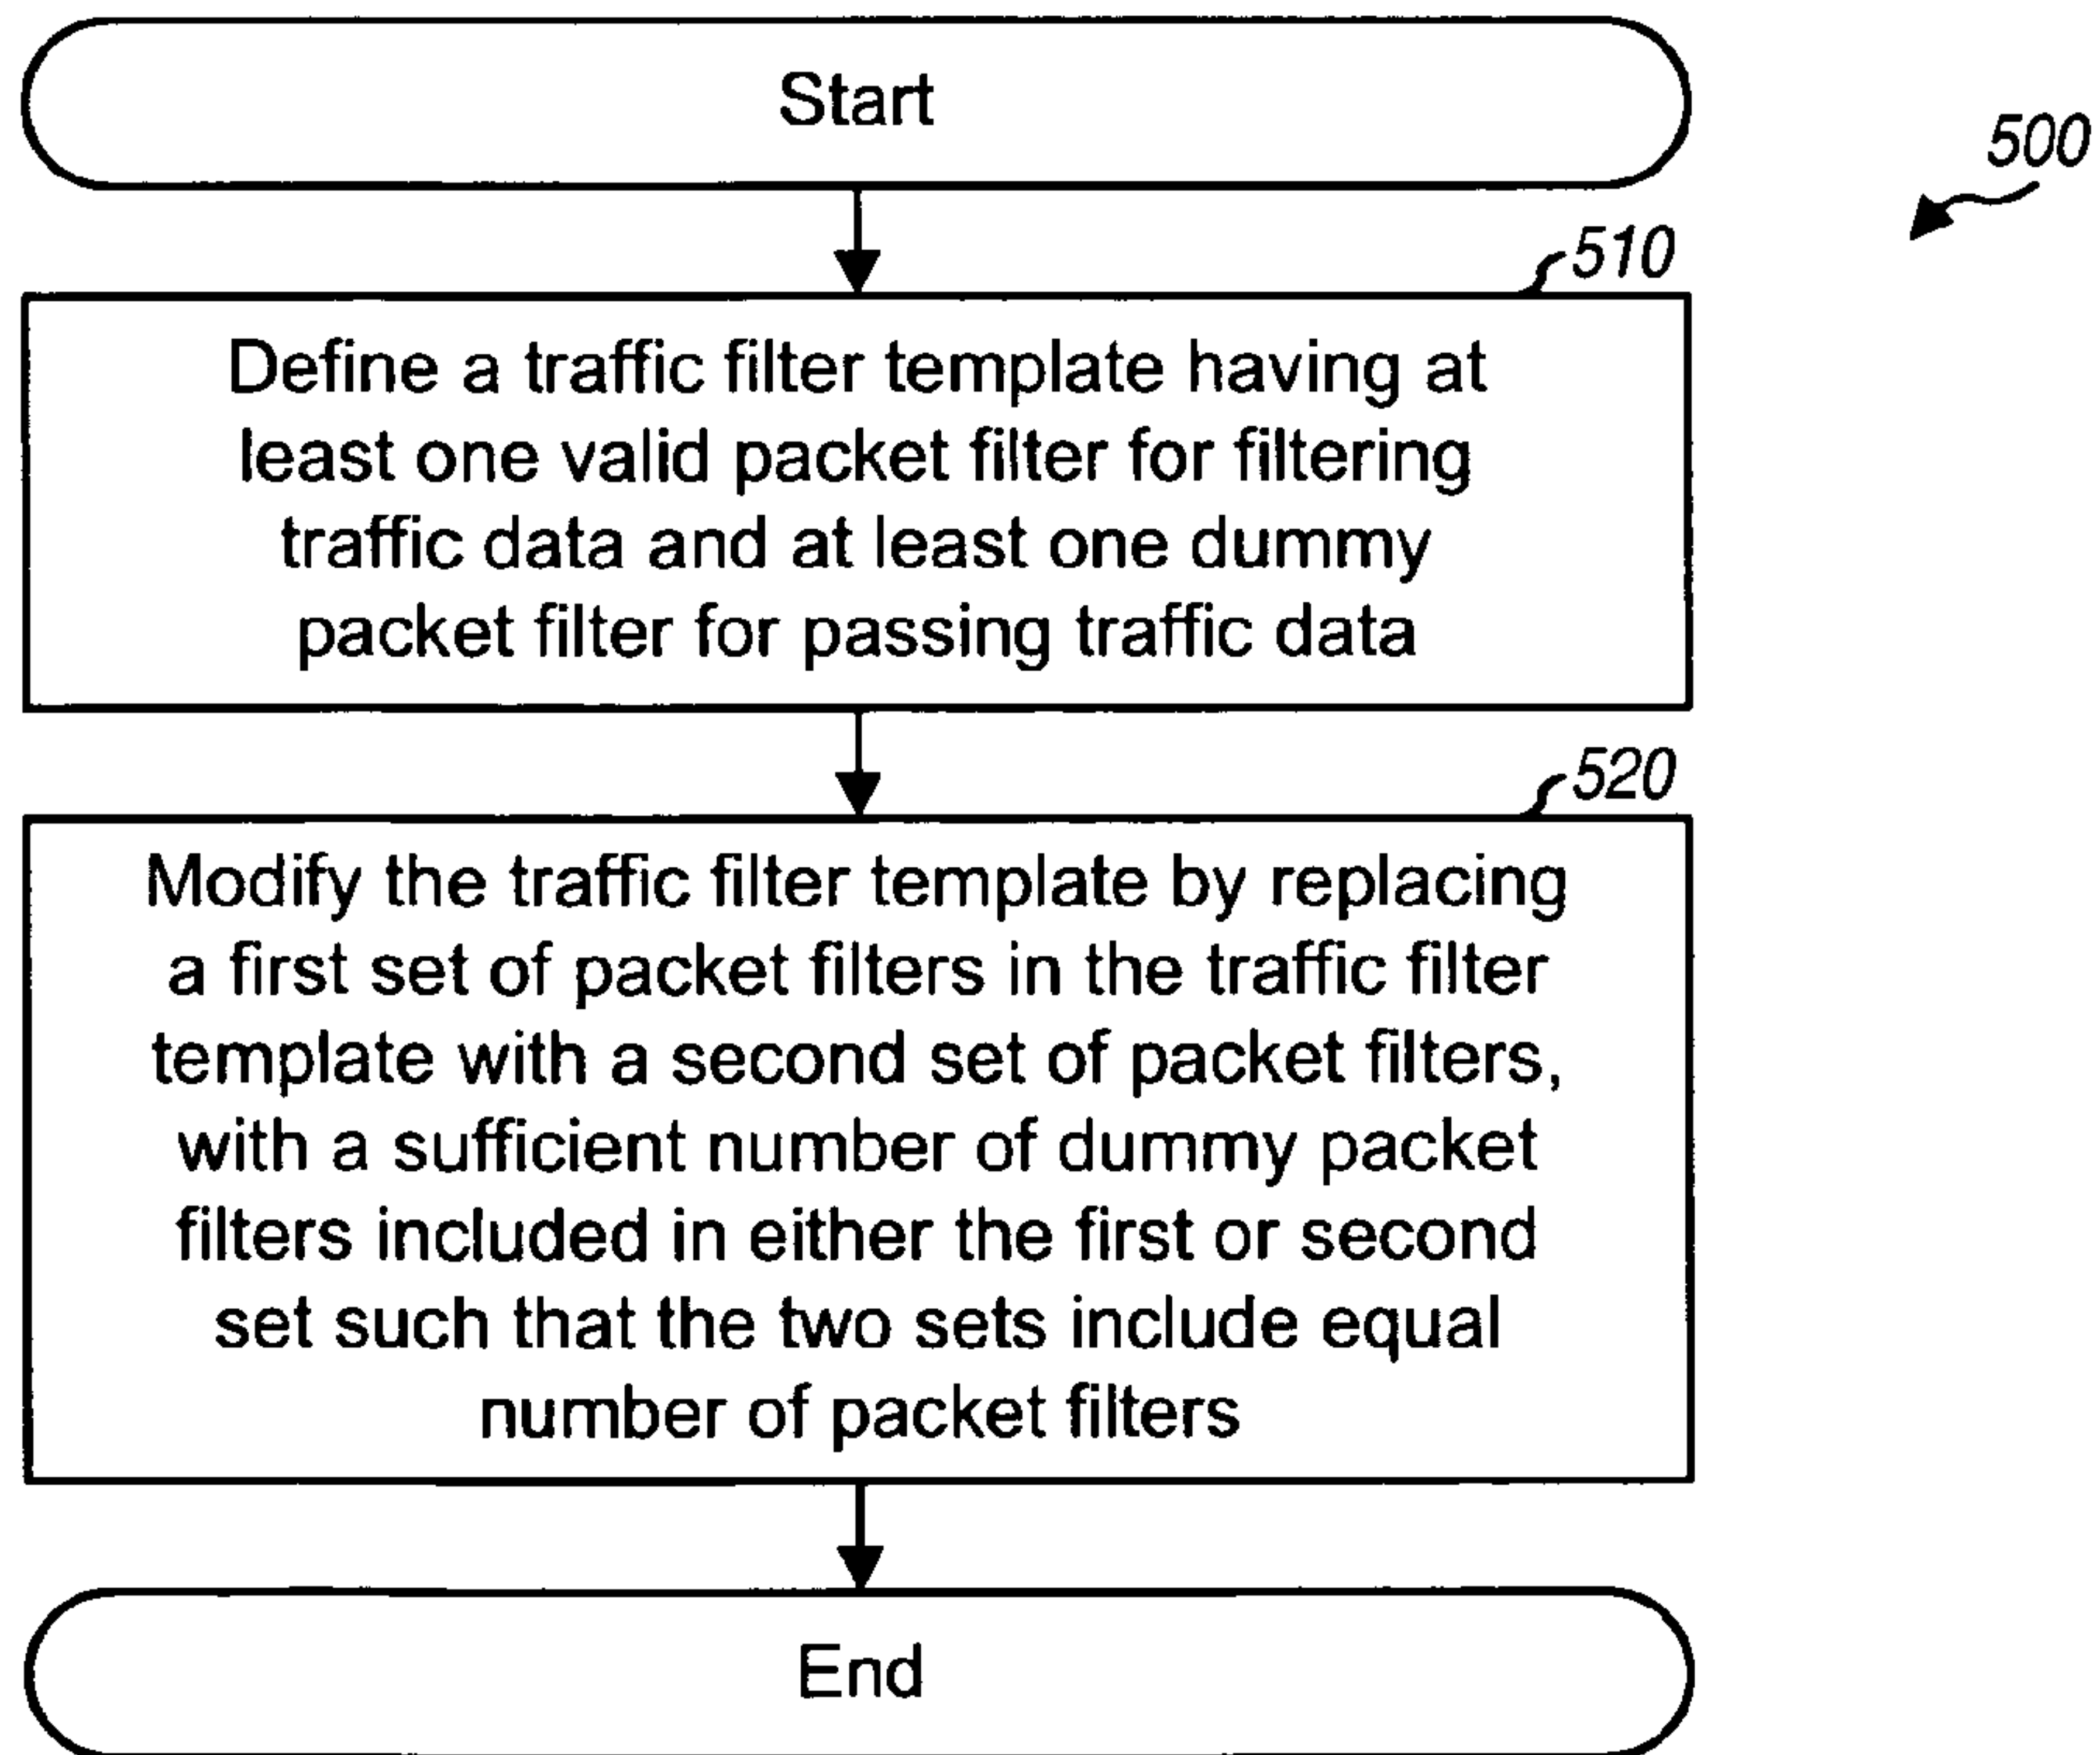 Start
500
510
Define a traffic filter template having at
least one valid packet filter for filtering
traffic data and at least one dummy
packet filter for passing traffic data
520
Modify the traffic filter template by replacing
a first set of packet filters in the traffic filter
template with a second set of packet filters,
with a sufficient number of dummy packet
filters included in either the first or second
set such that the two sets include equal
number of packet filters
End